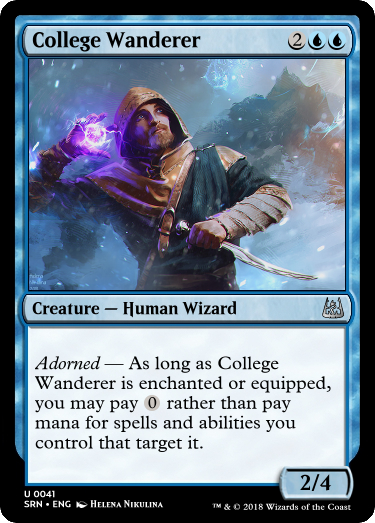 College Wanderer 2
Creature — Human Wizard
Adorned — As long as College
Wanderer is enchanted or equipped,
you may pay 0 rather than pay
mana for spells and abilities you
control that target it.
2/4
U 0041
SRN • ENG HELENA NIKULINA
™ & © 2018 Wizards of the Coast